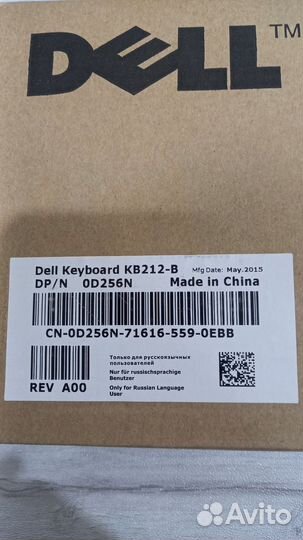 DELL™
Dell Keyboard KB212-B Mfg Date: May.2015
DP/N 0D256N Made in China
CN-0D256N-71616-559-0EBB
Только для русскоязычных
пользователей
Nur für russischsprachige
Benutzer
Only for Russian Language
User
REV A00
Avito